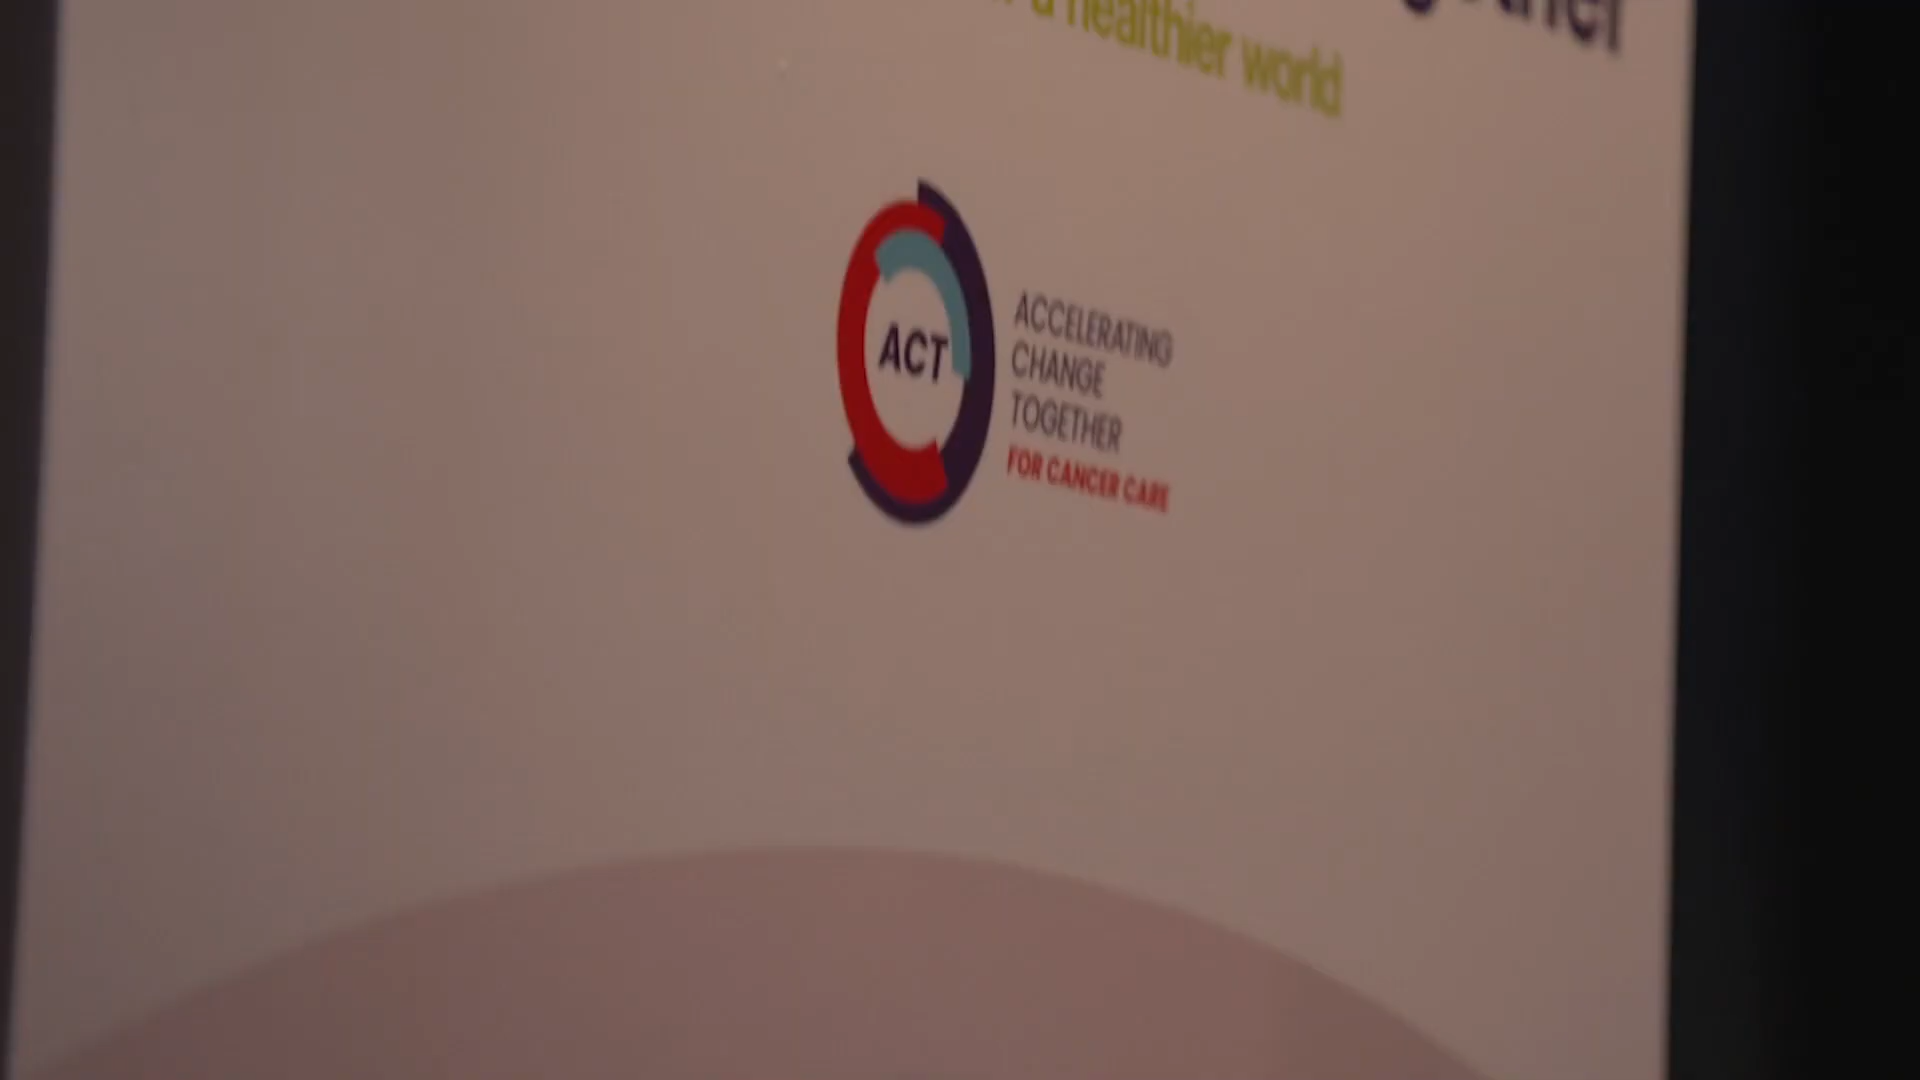 a healthier world
ACT
ACCELERATING
CHANGE
TOGETHER
FOR CANCER CARE